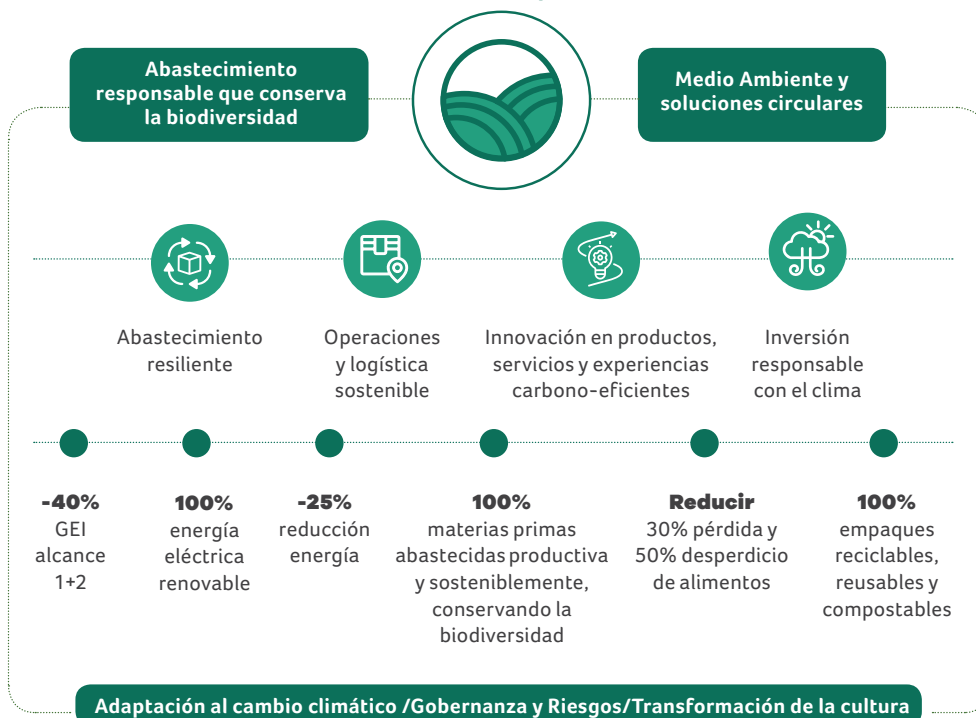 Abastecimiento
responsable que conserva
la biodiversidad
Medio Ambiente y
soluciones circulares
Abastecimiento
resiliente
Operaciones
y logística
sostenible
Innovación en productos,
servicios y experiencias
carbono-eficientes
Inversión
responsable
con el clima
-40%
GEI
alcance
1+2
100%
energía
eléctrica
renovable
-25%
reducción
energía
100%
materias primas
abastecidas productiva
y sosteniblemente,
conservando la
biodiversidad
Reducir
30% pérdida y
50% desperdicio
de alimentos
100%
empaques
reciclables,
reusables y
compostables
Adaptación al cambio climático /Gobernanza y Riesgos/Transformación de la cultura